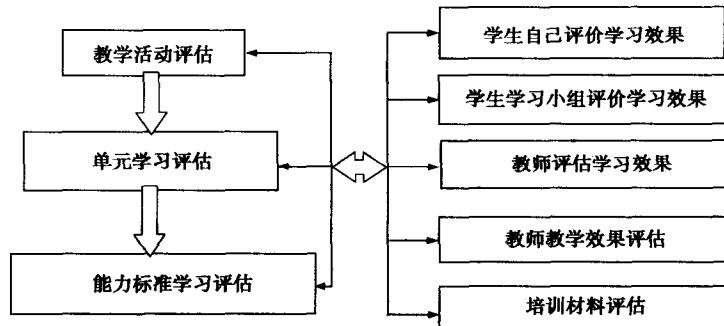 教学活动评估
单元学习评估
能力标准学习评估
学生自己评价学习效果
学生学习小组评价学习效果
教师评估学习效果
教师教学效果评估
培训材料评估